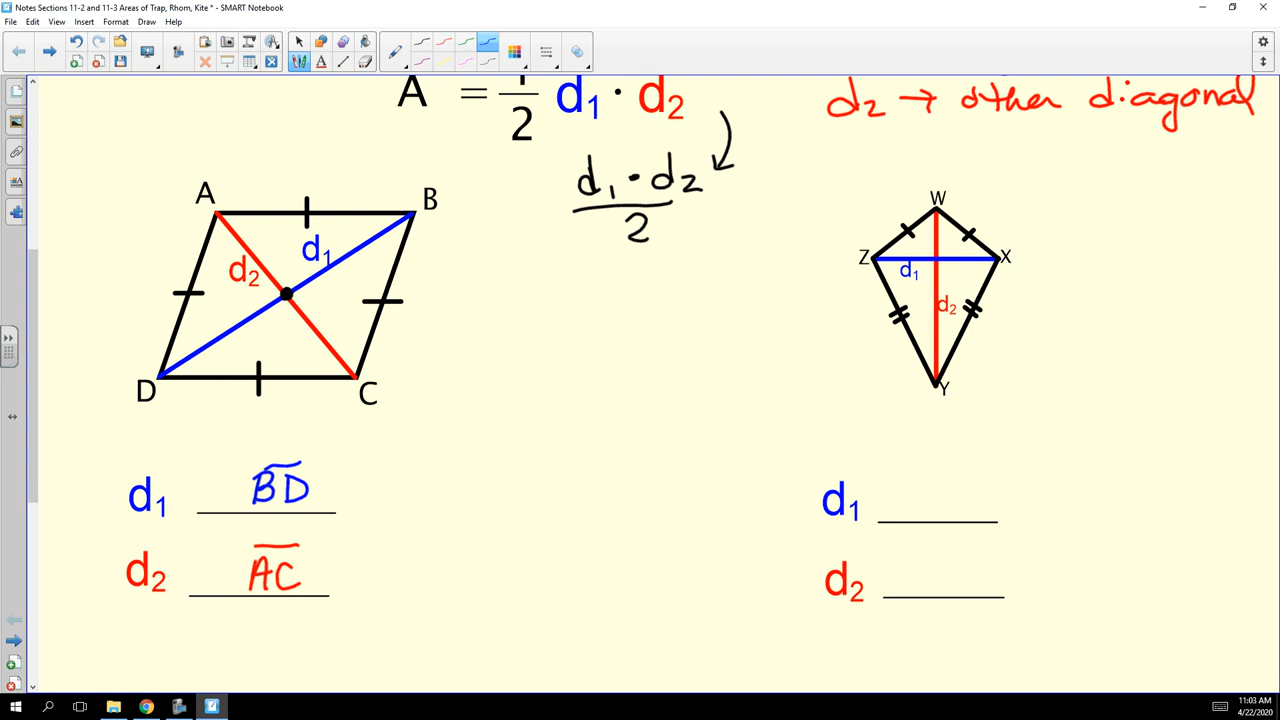 Notes Sections 11-2 and 11-3 Areas of Trap, Rhom, Kite * - SMART Notebook
File Edit View Insert Format Draw Help
A = 1/2 d₁ · d₂
d₂ → other diagonal
d₁ · d₂
2
A
B
d₁
d₂
D
C
W
Z
X
d₁
d₂
Y
d₁ BD
d₂ AC
d₁
d₂
11:03 AM
4/22/2020